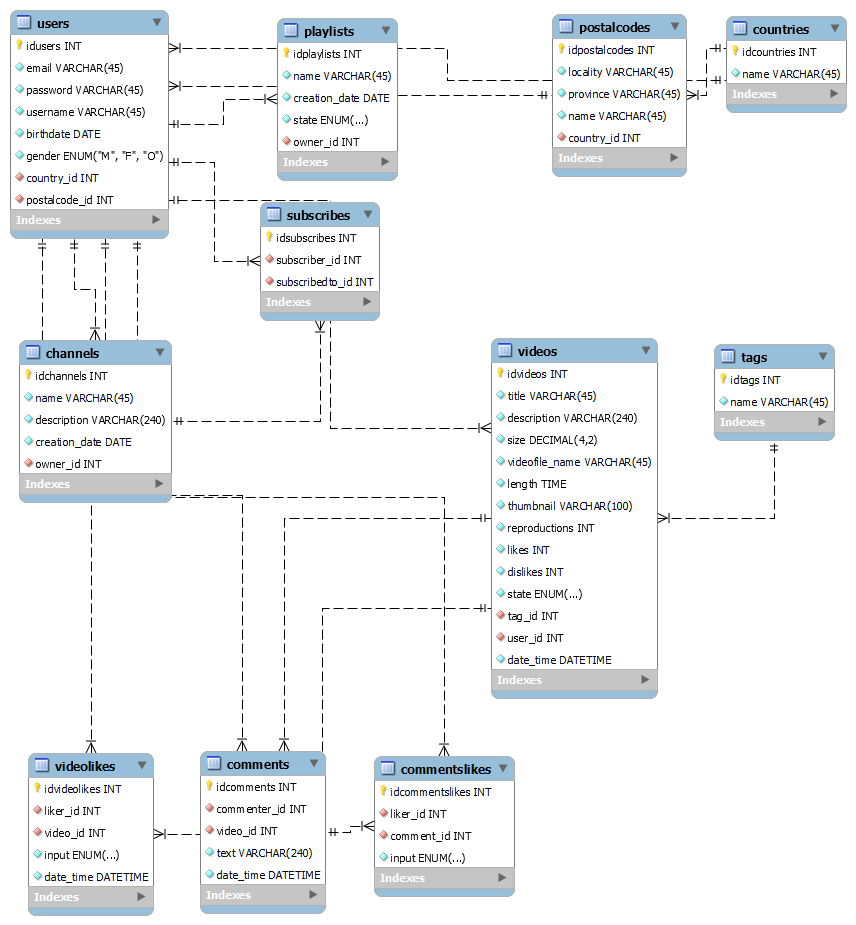 users
idusers INT
email VARCHAR(45)
password VARCHAR(45)
username VARCHAR(45)
birthdate DATE
gender ENUM("M", "F", "O")
country_id INT
postalcode_id INT
Indexes
playlists
idplaylists INT
name VARCHAR(45)
creation_date DATE
state ENUM(...)
owner_id INT
Indexes
postalcodes
idpostalcodes INT
locality VARCHAR(45)
province VARCHAR(45)
name VARCHAR(45)
country_id INT
Indexes
countries
idcountries INT
name VARCHAR(45)
Indexes
subscribes
idsubscribes INT
subscriber_id INT
subscribedto_id INT
Indexes
channels
idchannels INT
name VARCHAR(45)
description VARCHAR(240)
creation_date DATE
owner_id INT
Indexes
videos
idvideos INT
title VARCHAR(45)
description VARCHAR(240)
size DECIMAL(4,2)
videofile_name VARCHAR(45)
length TIME
thumbnail VARCHAR(100)
reproductions INT
likes INT
dislikes INT
state ENUM(...)
tag_id INT
user_id INT
date_time DATETIME
Indexes
tags
idtags INT
name VARCHAR(45)
Indexes
videolikes
idvideolikes INT
liker_id INT
video_id INT
input ENUM(...)
date_time DATETIME
Indexes
comments
idcomments INT
commenter_id INT
video_id INT
text VARCHAR(240)
date_time DATETIME
Indexes
commentslikes
idcommentslikes INT
liker_id INT
comment_id INT
input ENUM(...)
Indexes